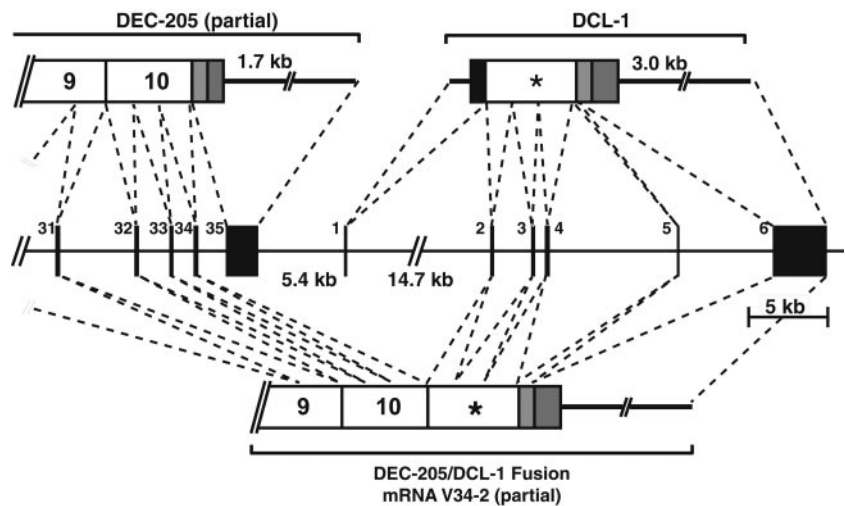 DEC-205 (partial)
DCL-1
1.7 kb
3.0 kb
9 10
*
31 32 33 34 35 1 2 3 4 5 6
5.4 kb
14.7 kb
5 kb
9 10 *
DEC-205/DCL-1 Fusion
mRNA V34-2 (partial)